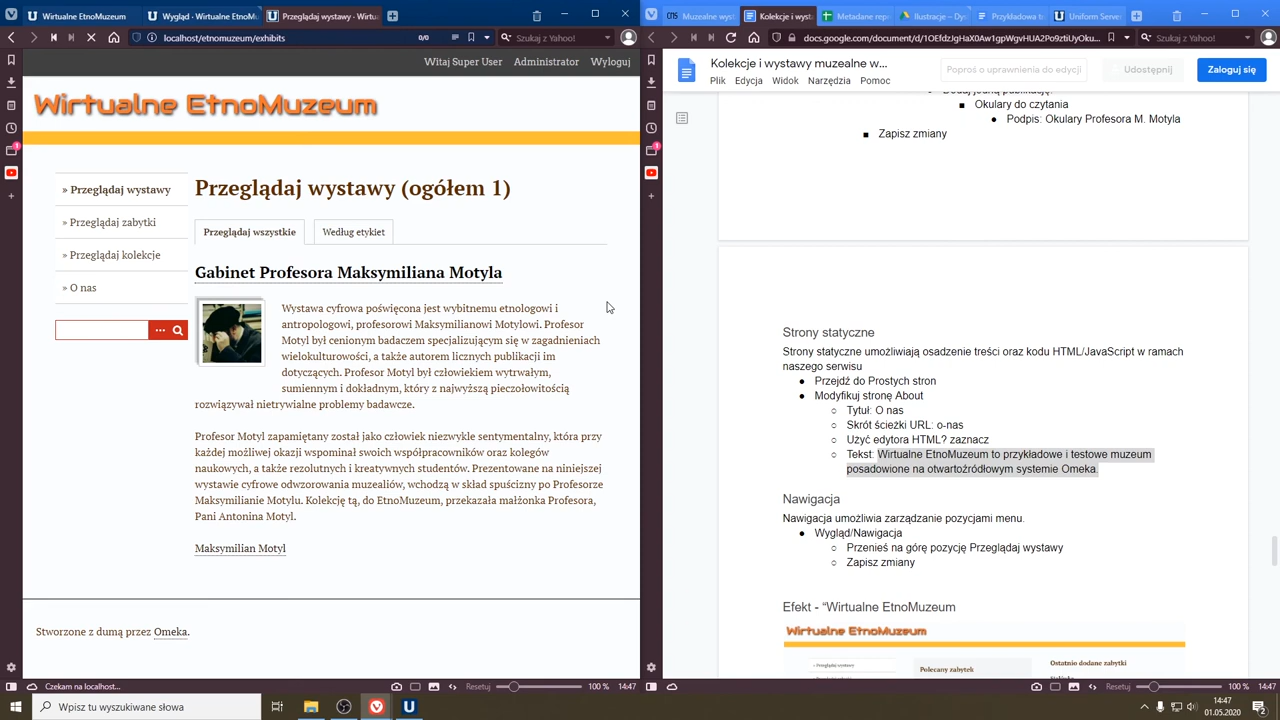 Muzealne wyst
Kolekcje i wyst
Metadane rep
Ilustracje – Dy
Przykładowa t
Uniform Serve
Przeglądaj wystawy · Wirtu
localhost/etnomuzeum/exhibits
0/0
Szukaj z Yahoo!
docs.google.com/document/d/1OEfdzJgHaX0Aw1gpWgvHUA2Po9ztiUyOku...
Szukaj z Yahoo!
Witaj Super User
Administrator
Wyloguj
Wirtualne EtnoMuzeum
» Przeglądaj wystawy
» Przeglądaj zabytki
» Przeglądaj kolekcje
» O nas
Przeglądaj wystawy (ogółem 1)
Przeglądaj wszystkie
Według etykiet
Gabinet Profesora Maksymiliana Motyla
Wystawa cyfrowa poświęcona jest wybitnemu etnologowi i
antropologowi, profesorowi Maksymilianowi Motylowi. Profesor
Motyl był cenionym badaczem specjalizującym się w zagadnieniach
wielokulturowości, a także autorem licznych publikacji im
dotyczących. Profesor Motyl był człowiekiem wytrwałym,
sumiennym i dokładnym, który z najwyższą pieczołowitością
rozwiązywał nietrywialne problemy badawcze.
Profesor Motyl zapamiętany został jako człowiek niezwykle sentymentalny, która przy
każdej możliwej okazji wspominał swoich współpracowników oraz kolegów
naukowych, a także rezolutnych i kreatywnych studentów. Prezentowane na niniejszej
wystawie cyfrowe odwzorowania muzealiów, wchodzą w skład spuścizny po Profesorze
Maksymilianie Motylu. Kolekcję tą, do EtnoMuzeum, przekazała małżonka Profesora,
Pani Antonina Motyl.
Maksymilian Motyl
Stworzone z dumą przez Omeka.
Czekam na localhost...
Resetuj
100 %
14:47
Kolekcje i wystawy muzealne w...
Plik
Edycja
Widok
Narzędzia
Pomoc
Poproś o uprawnienia do edycji
Udostępnij
Zaloguj się
Dodaj jedną publikację:
Okulary do czytania
Podpis: Okulary Profesora M. Motyla
Zapisz zmiany
Strony statyczne
Strony statyczne umożliwiają osadzenie treści oraz kodu HTML/JavaScript w ramach
naszego serwisu
Przejdź do Prostych stron
Modyfikuj stronę About
Tytuł: O nas
Skrót ścieżki URL: o-nas
Użyć edytora HTML? zaznacz
Tekst: Wirtualne EtnoMuzeum to przykładowe i testowe muzeum
posadowione na otwartoźródłowym systemie Omeka.
Nawigacja
Nawigacja umożliwia zarządzanie pozycjami menu.
Wygląd/Nawigacja
Przenieś na górę pozycję Przeglądaj wystawy
Zapisz zmiany
Efekt - “Wirtualne EtnoMuzeum
Wirtualne EtnoMuzeum
» Przeglądaj wystawy
Polecany zabytek
Ostatnio dodane zabytki
Resetuj
100 %
14:47
Wpisz tu wyszukiwane słowa
14:47
01.05.2020
2